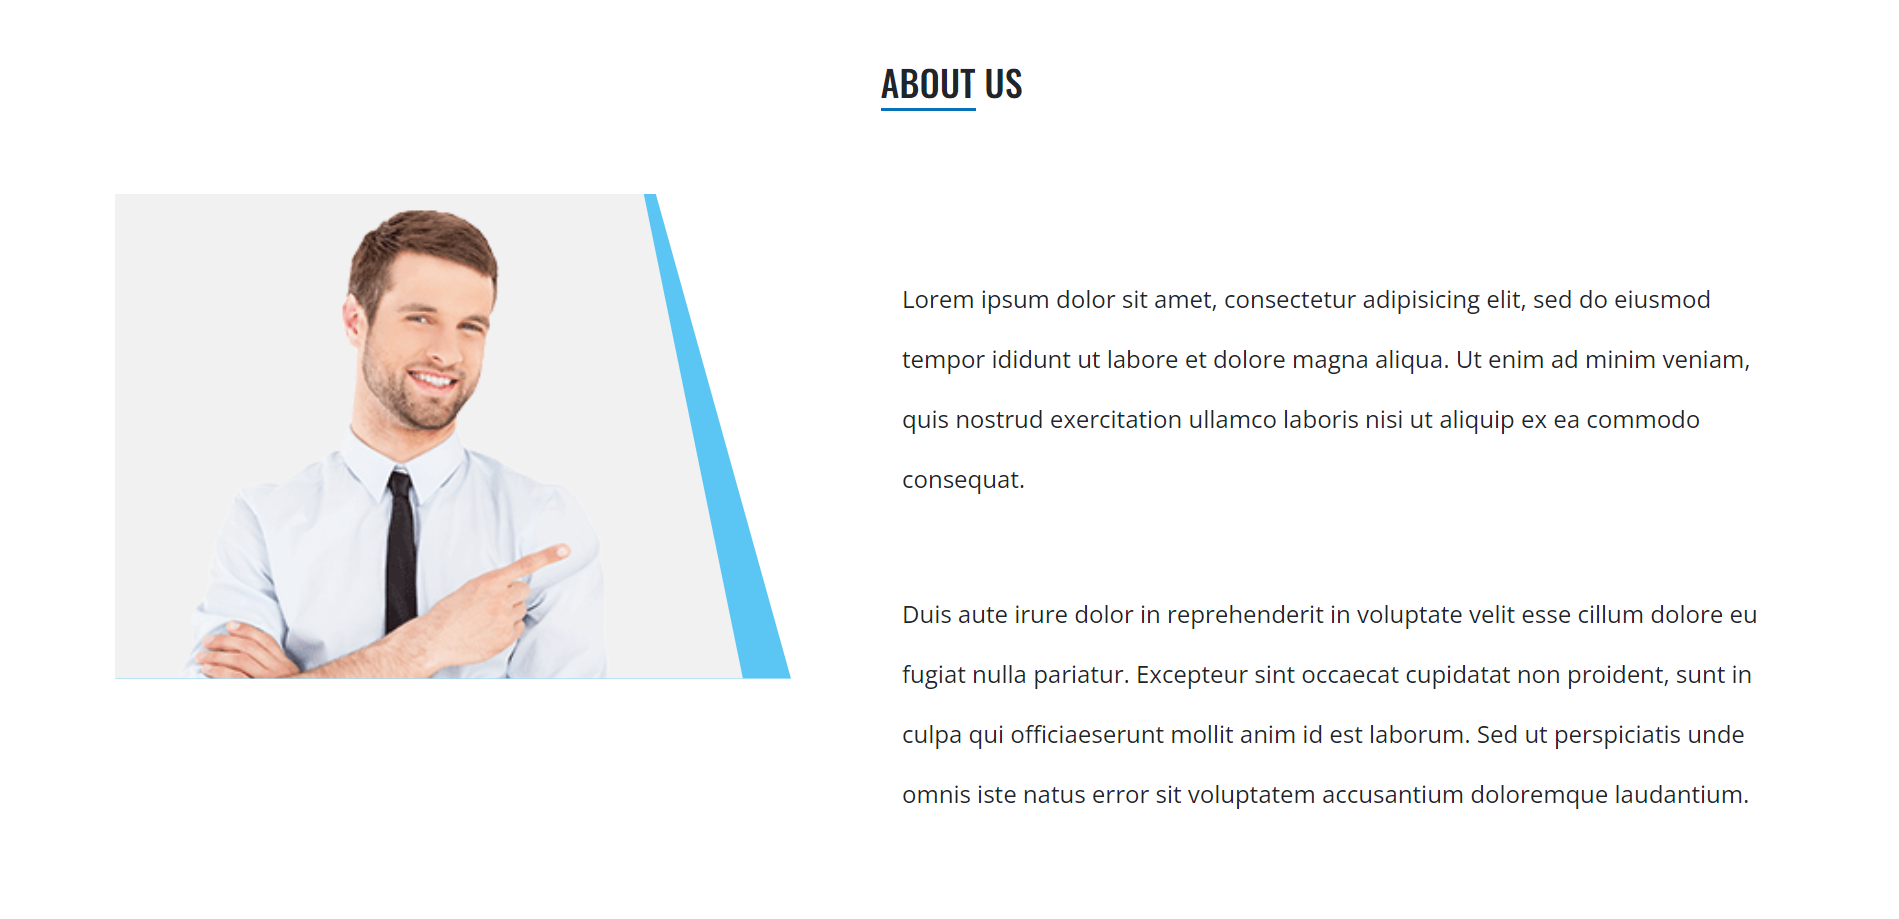 ABOUT US
Lorem ipsum dolor sit amet, consectetur adipisicing elit, sed do eiusmod
tempor ididunt ut labore et dolore magna aliqua. Ut enim ad minim veniam,
quis nostrud exercitation ullamco laboris nisi ut aliquip ex ea commodo
consequat.
Duis aute irure dolor in reprehenderit in voluptate velit esse cillum dolore eu
fugiat nulla pariatur. Excepteur sint occaecat cupidatat non proident, sunt in
culpa qui officiaeserunt mollit anim id est laborum. Sed ut perspiciatis unde
omnis iste natus error sit voluptatem accusantium doloremque laudantium.